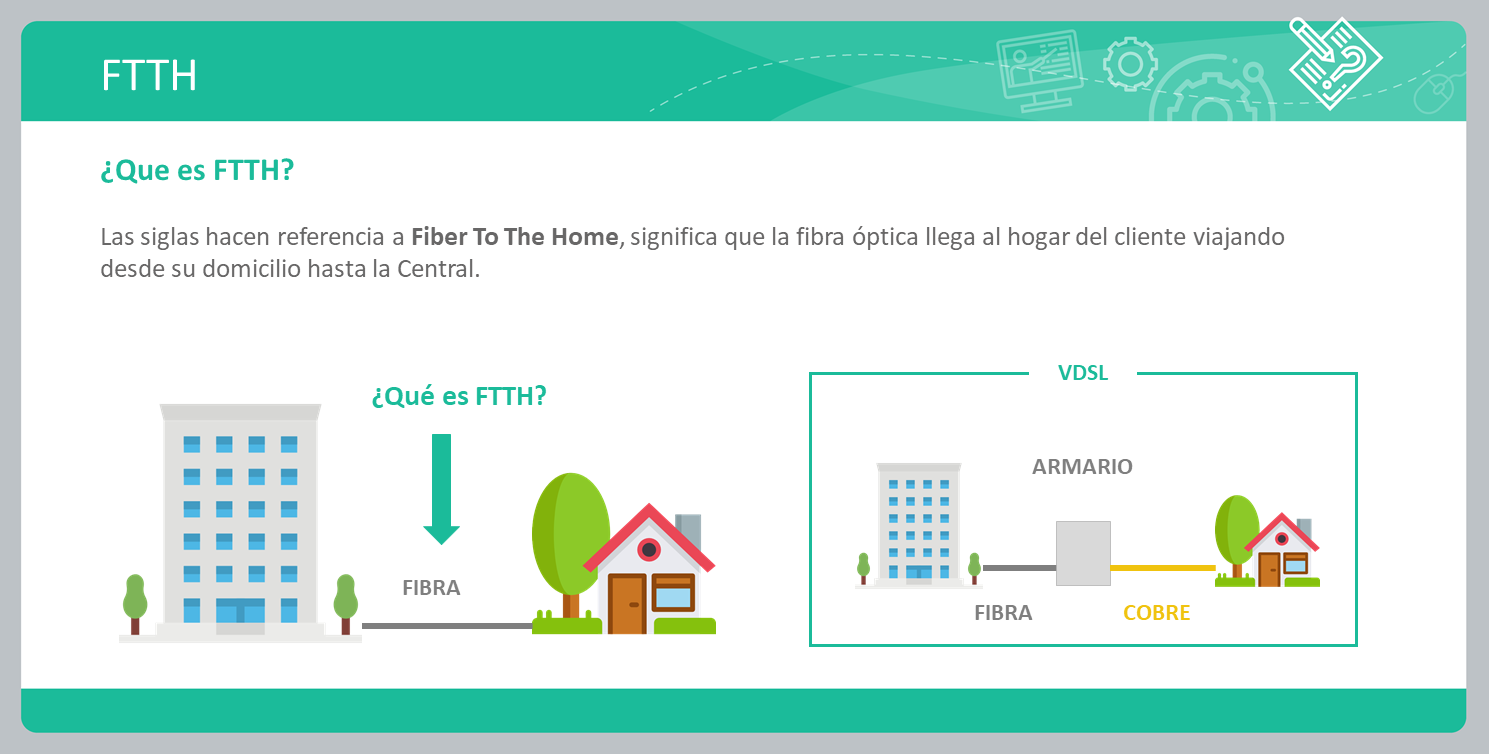 FTTH
¿Que es FTTH?
Las siglas hacen referencia a Fiber To The Home, significa que la fibra óptica llega al hogar del cliente viajando
desde su domicilio hasta la Central.
¿Qué es FTTH?
FIBRA
VDSL
ARMARIO
FIBRA
COBRE